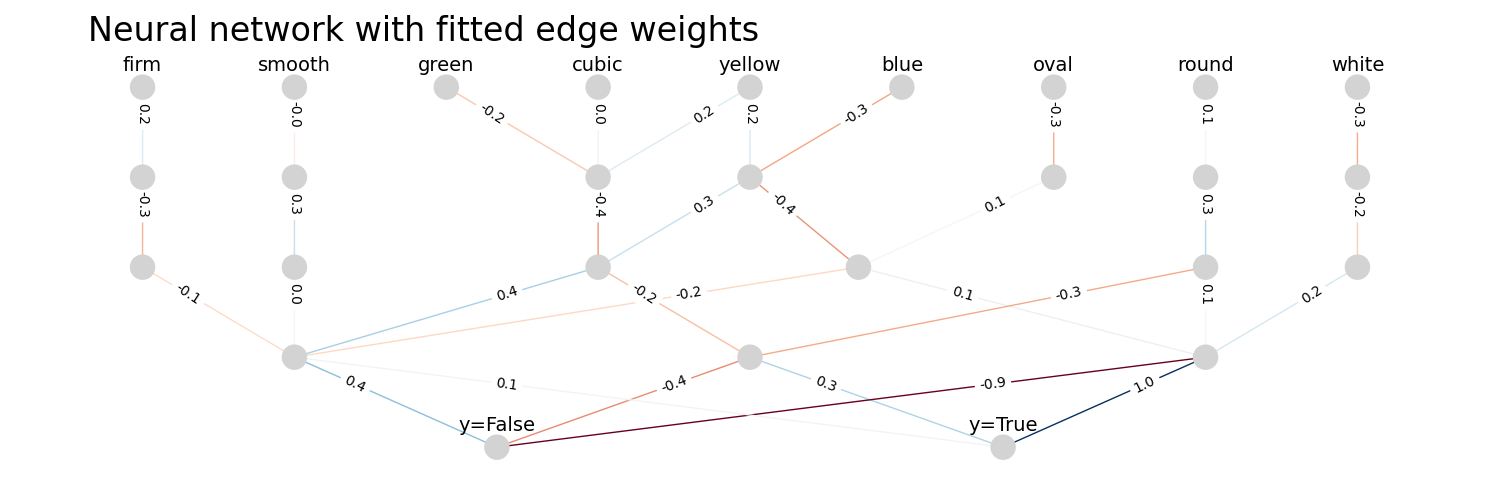 Neural network with fitted edge weights
firm smooth green cubic yellow blue oval round white
0.2 -0.0 -0.2 0.0 0.2 0.2 -0.3 -0.3 0.1 -0.3
-0.3 0.3 -0.4 0.3 -0.4 0.1 0.3 -0.2
-0.1 0.0 0.4 -0.2 -0.2 0.1 -0.3 0.1 0.2
0.4 0.1 -0.4 0.3 -0.9 1.0
y=False y=True